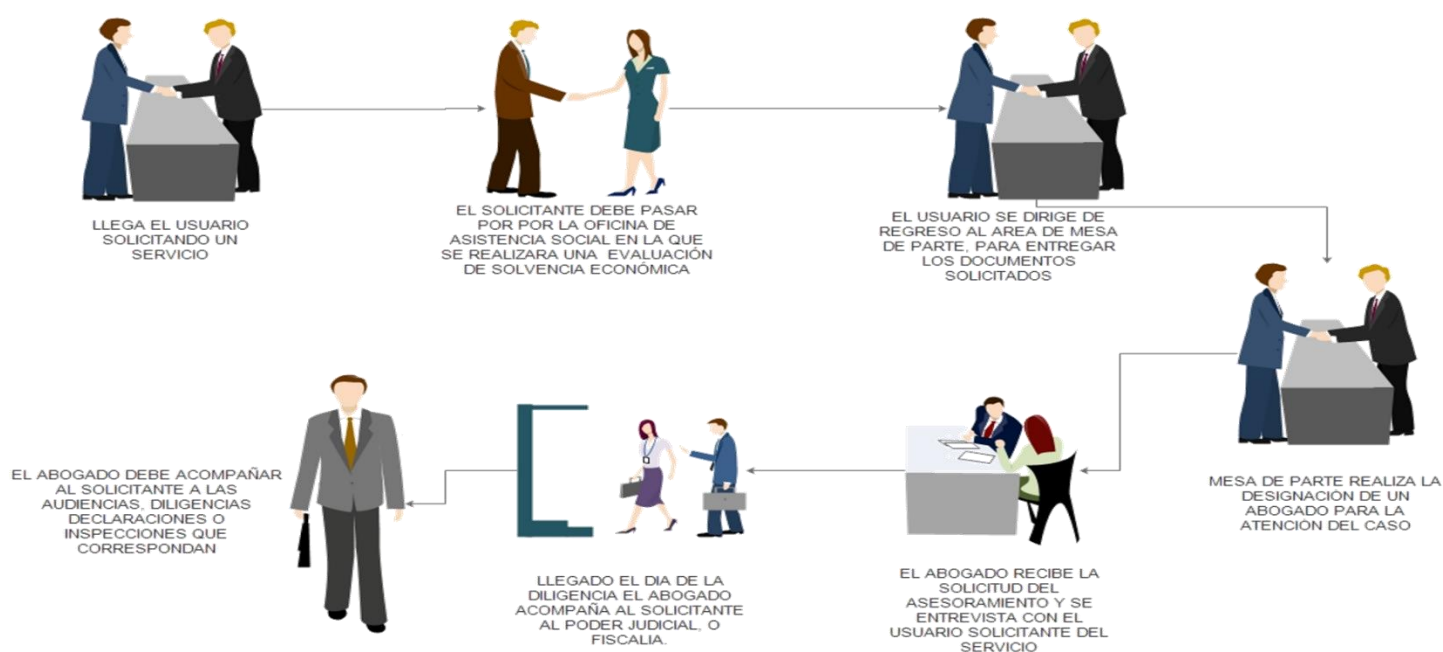 LLEGA EL USUARIO
SOLICITANDO UN
SERVICIO
EL SOLICITANTE DEBE PASAR
POR POR LA OFICINA DE
ASISTENCIA SOCIAL EN LA QUE
SE REALIZARA UNA EVALUACIÓN
DE SOLVENCIA ECONÓMICA
EL USUARIO SE DIRIGE DE
REGRESO AL AREA DE MESA
DE PARTE, PARA ENTREGAR
LOS DOCUMENTOS
SOLICITADOS
MESA DE PARTE REALIZA LA
DESIGNACIÓN DE UN
ABOGADO PARA LA
ATENCIÓN DEL CASO
EL ABOGADO RECIBE LA
SOLICITUD DEL
ASESORAMIENTO Y SE
ENTREVISTA CON EL
USUARIO SOLICITANTE DEL
SERVICIO
LLEGADO EL DIA DE LA
DILIGENCIA EL ABOGADO
ACOMPAÑA AL SOLICITANTE
AL PODER JUDICIAL, O
FISCALIA.
EL ABOGADO DEBE ACOMPAÑAR
AL SOLICITANTE A LAS
AUDIENCIAS, DILIGENCIAS
DECLARACIONES O
INSPECCIONES QUE
CORRESPONDAN